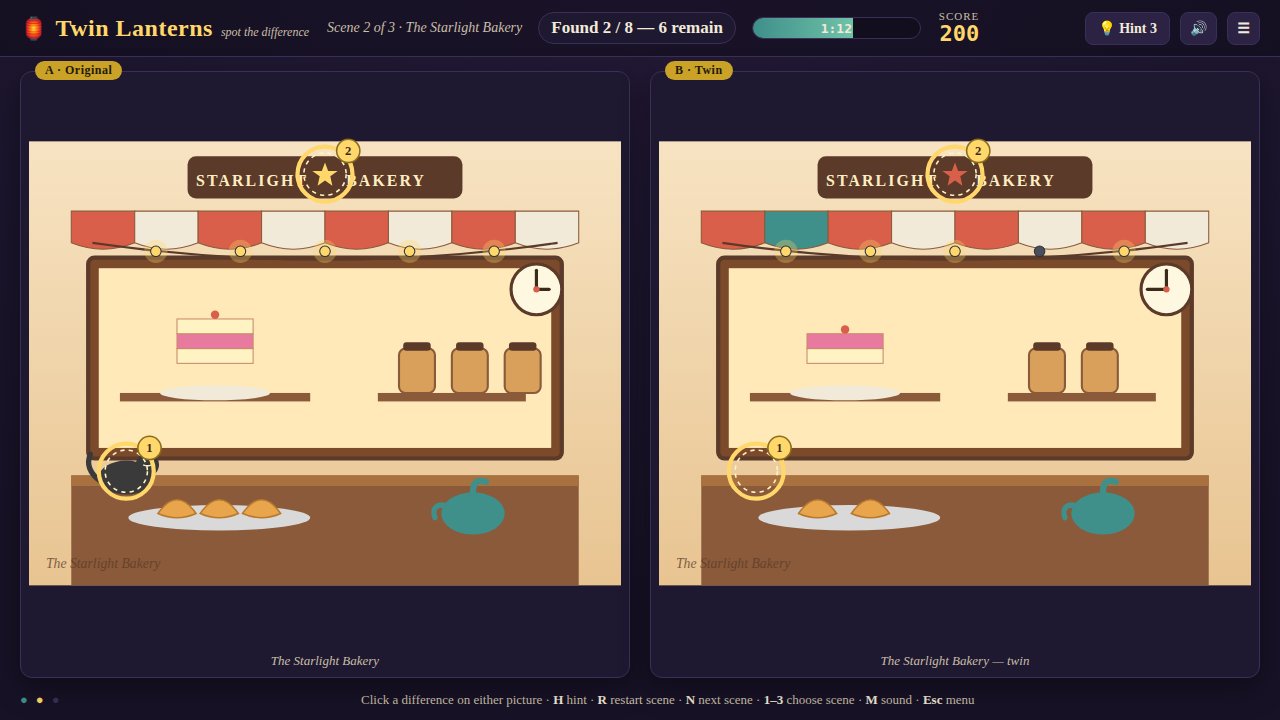 Twin Lanterns spot the difference Scene 2 of 3 · The Starlight Bakery Found 2 / 8 — 6 remain 1:12 SCORE 200 Hint 3
A · Original
B · Twin
2
STARLIGHT BAKERY
1
The Starlight Bakery
The Starlight Bakery
2
STARLIGHT BAKERY
1
The Starlight Bakery
The Starlight Bakery — twin
Click a difference on either picture · H hint · R restart scene · N next scene · 1–3 choose scene · M sound · Esc menu